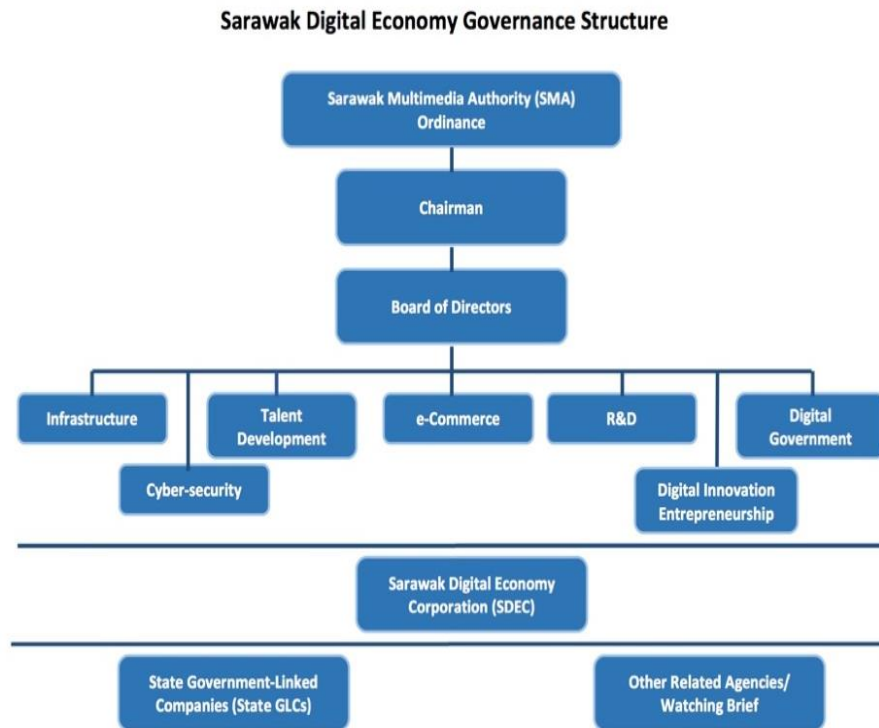 Sarawak Digital Economy Governance Structure
Sarawak Multimedia Authority (SMA)
Ordinance
Chairman
Board of Directors
Infrastructure
Talent
Development
e-Commerce
R&D
Digital
Government
Cyber-security
Digital Innovation
Entrepreneurship
Sarawak Digital Economy
Corporation (SDEC)
State Government-Linked
Companies (State GLCs)
Other Related Agencies/
Watching Brief